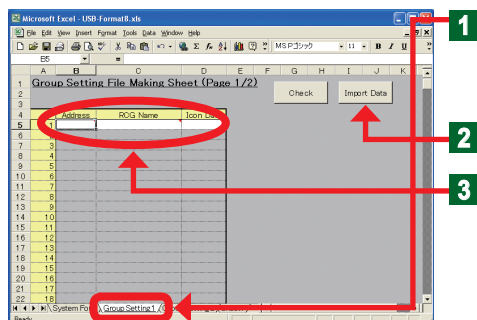 Microsoft Excel - USB-Format8.xls
File Edit View Insert Format Tools Data Window Help
MS Pゴシック 11 B I U
B5 =
A B C D E F G H I J K
1 Group Setting File Making Sheet (Page 1/2)
2 Check Import Data
3
4 Address ROG Name Icon
5 1
6
7 3
8 4
9 5
10 6
11 7
12 8
13 9
14 10
15 11
16 12
17 13
18 14
19 15
20 16
21 17
22 18
System Group Setting1
Ready
1
2
3